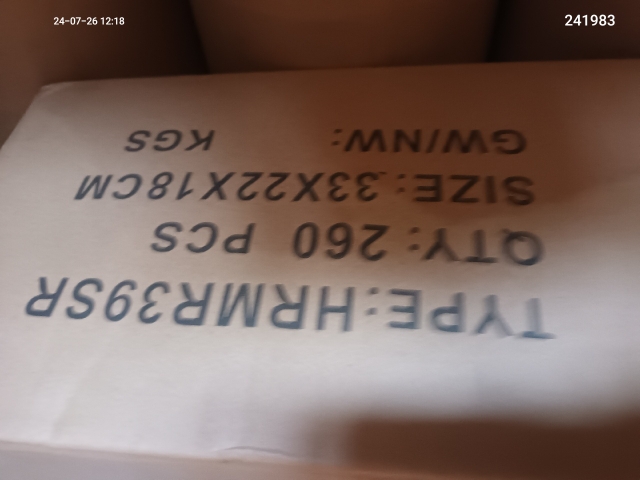 24-07-26 12:18
241983
TYPE:HRMR39SR
QTY: 260 PCS
SIZE: 33X22X18CM
GW/NW: KGS